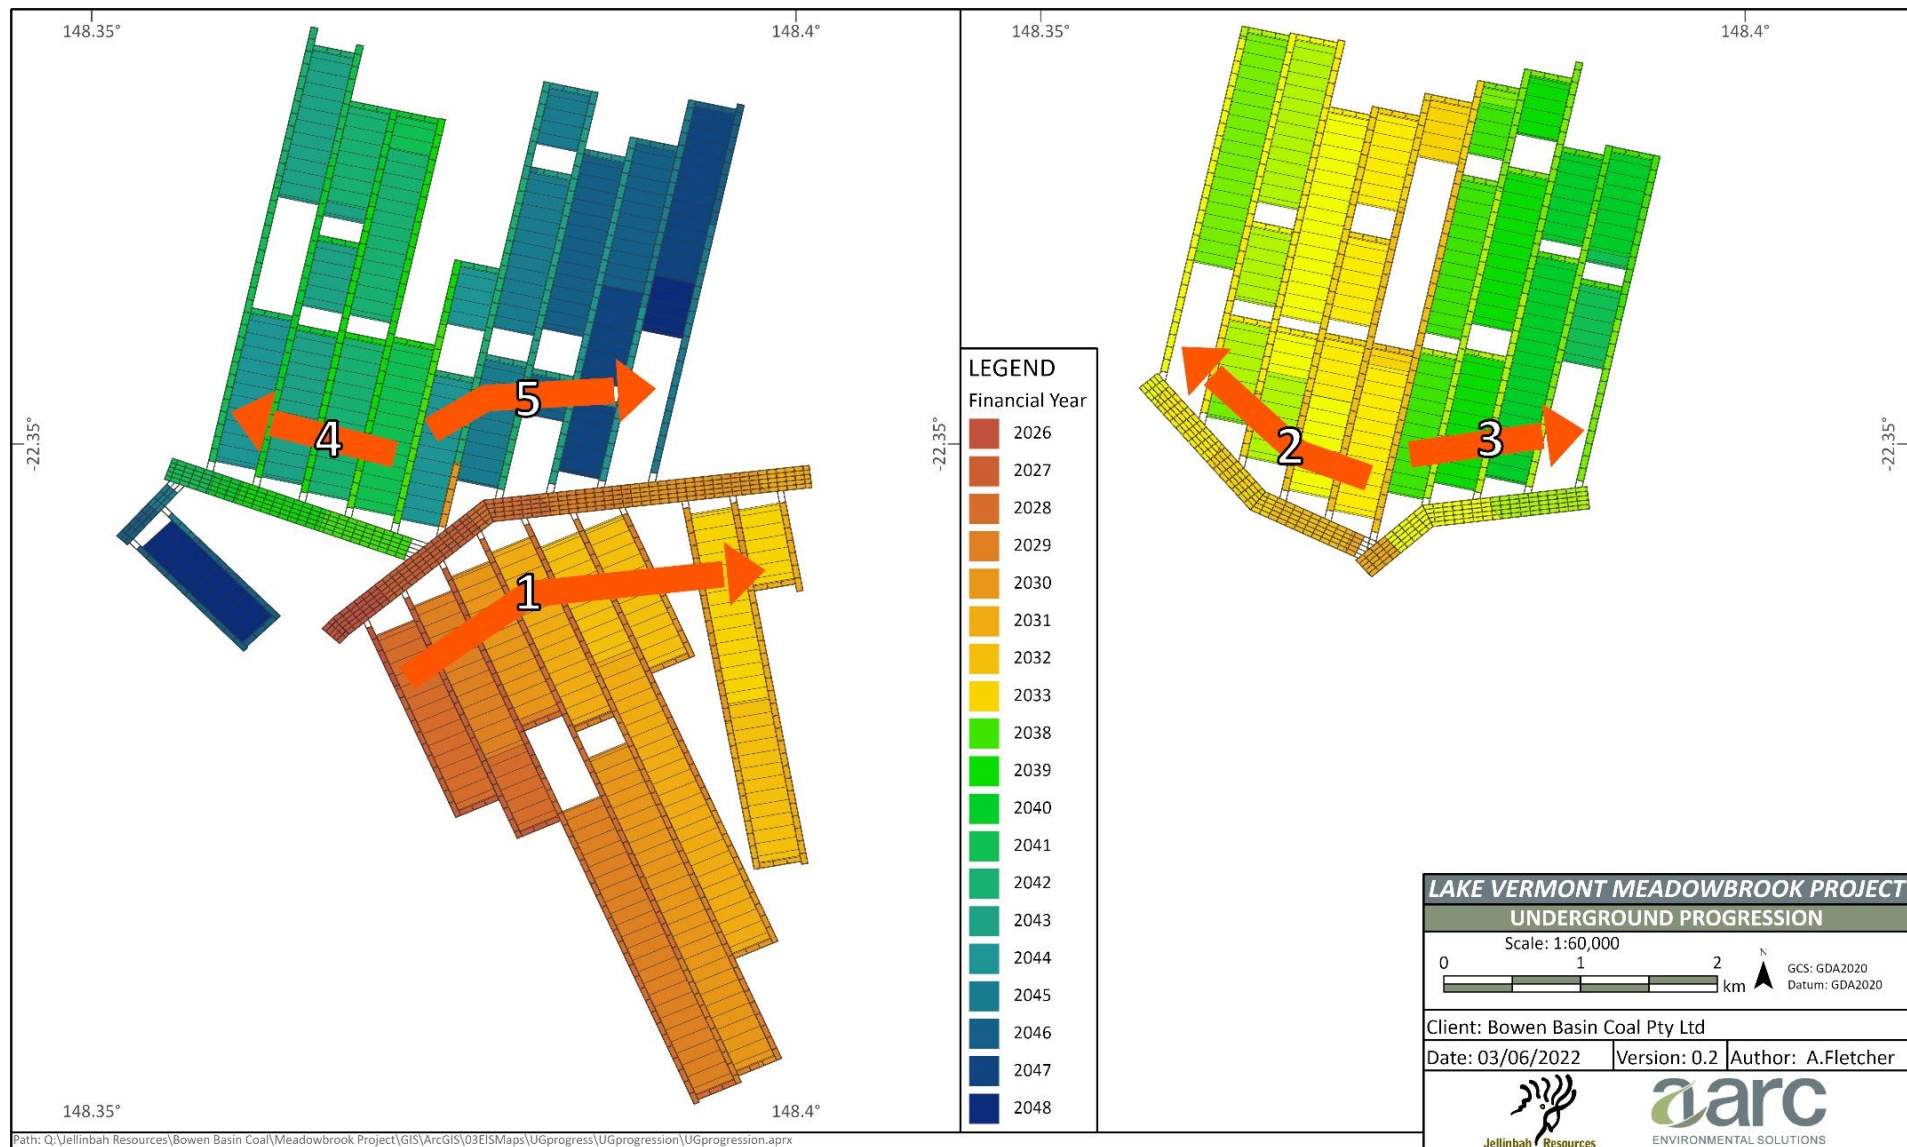 148.35°
148.4°
148.35°
148.4°
-22.35°
-22.35°
-22.35°
5
4
1
2
3
LEGEND
Financial Year
2026
2027
2028
2029
2030
2031
2032
2033
2038
2039
2040
2041
2042
2043
2044
2045
2046
2047
2048
148.35°
148.4°
LAKE VERMONT MEADOWBROOK PROJECT
UNDERGROUND PROGRESSION
Scale: 1:60,000
0 1 2
km
N
GCS: GDA2020
Datum: GDA2020
Client: Bowen Basin Coal Pty Ltd
Date: 03/06/2022 Version: 0.2 Author: A.Fletcher
Jellinbah Resources
aarc
ENVIRONMENTAL SOLUTIONS
Path: Q:\Jellinbah Resources\Bowen Basin Coal\Meadowbrook Project\GIS\ArcGIS\03EISMaps\UGprogress\UGprogression\UGprogression.aprx